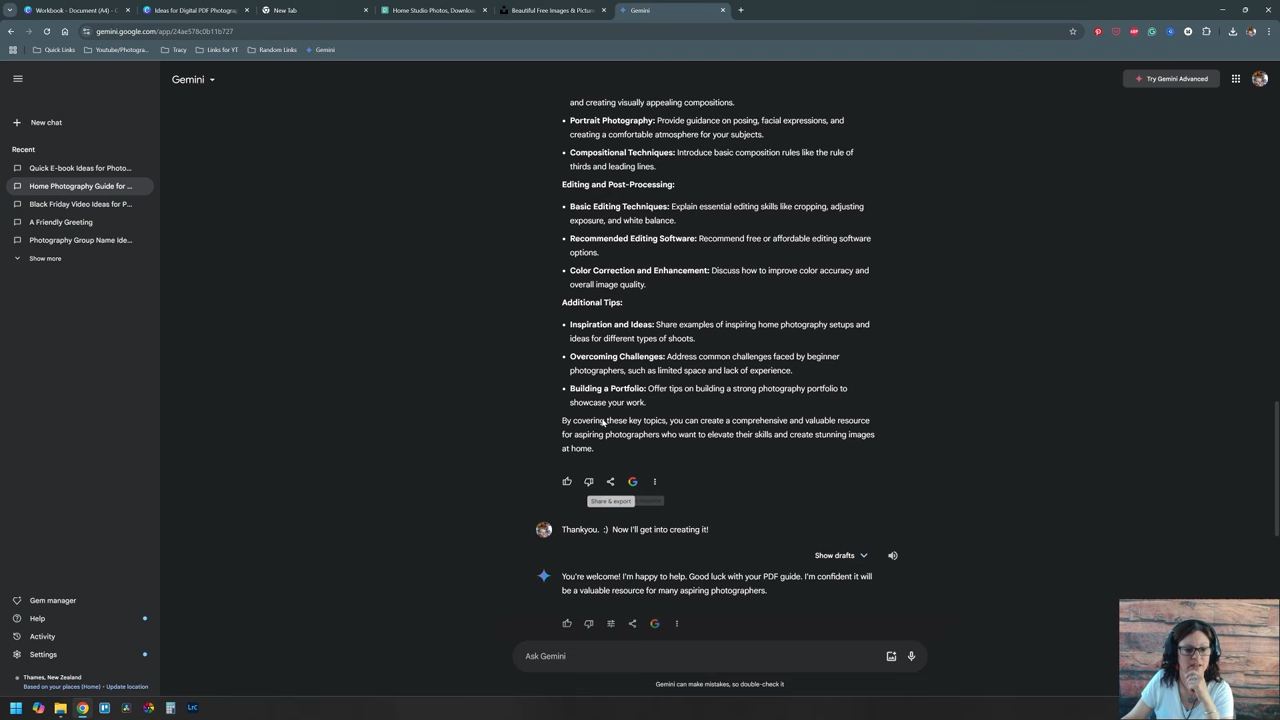 Workbook - Document (A4) - C
Ideas for Digital PDF Photogra
New Tab
Home Studio Photos, Downloa
Beautiful Free Images & Pictur
Gemini
gemini.google.com/app/24ae578c0b11b727
Quick Links
Youtube/Photogra...
Tracy
Links for YT
Random Links
Gemini
Gemini
Try Gemini Advanced
New chat
Recent
Quick E-book Ideas for Photo...
Home Photography Guide for ...
Black Friday Video Ideas for P...
A Friendly Greeting
Photography Group Name Ide...
Show more
and creating visually appealing compositions.
• Portrait Photography: Provide guidance on posing, facial expressions, and
creating a comfortable atmosphere for your subjects.
• Compositional Techniques: Introduce basic composition rules like the rule of
thirds and leading lines.
Editing and Post-Processing:
• Basic Editing Techniques: Explain essential editing skills like cropping, adjusting
exposure, and white balance.
• Recommended Editing Software: Recommend free or affordable editing software
options.
• Color Correction and Enhancement: Discuss how to improve color accuracy and
overall image quality.
Additional Tips:
• Inspiration and Ideas: Share examples of inspiring home photography setups and
ideas for different types of shoots.
• Overcoming Challenges: Address common challenges faced by beginner
photographers, such as limited space and lack of experience.
• Building a Portfolio: Offer tips on building a strong photography portfolio to
showcase your work.
By covering these key topics, you can create a comprehensive and valuable resource
for aspiring photographers who want to elevate their skills and create stunning images
at home.
Share & export
Thankyou. :) Now I'll get into creating it!
Show drafts
You're welcome! I'm happy to help. Good luck with your PDF guide. I'm confident it will
be a valuable resource for many aspiring photographers.
Ask Gemini
Gemini can make mistakes, so double-check it
Gem manager
Help
Activity
Settings
Thames, New Zealand
Based on your places (Home) • Update location
Lrc